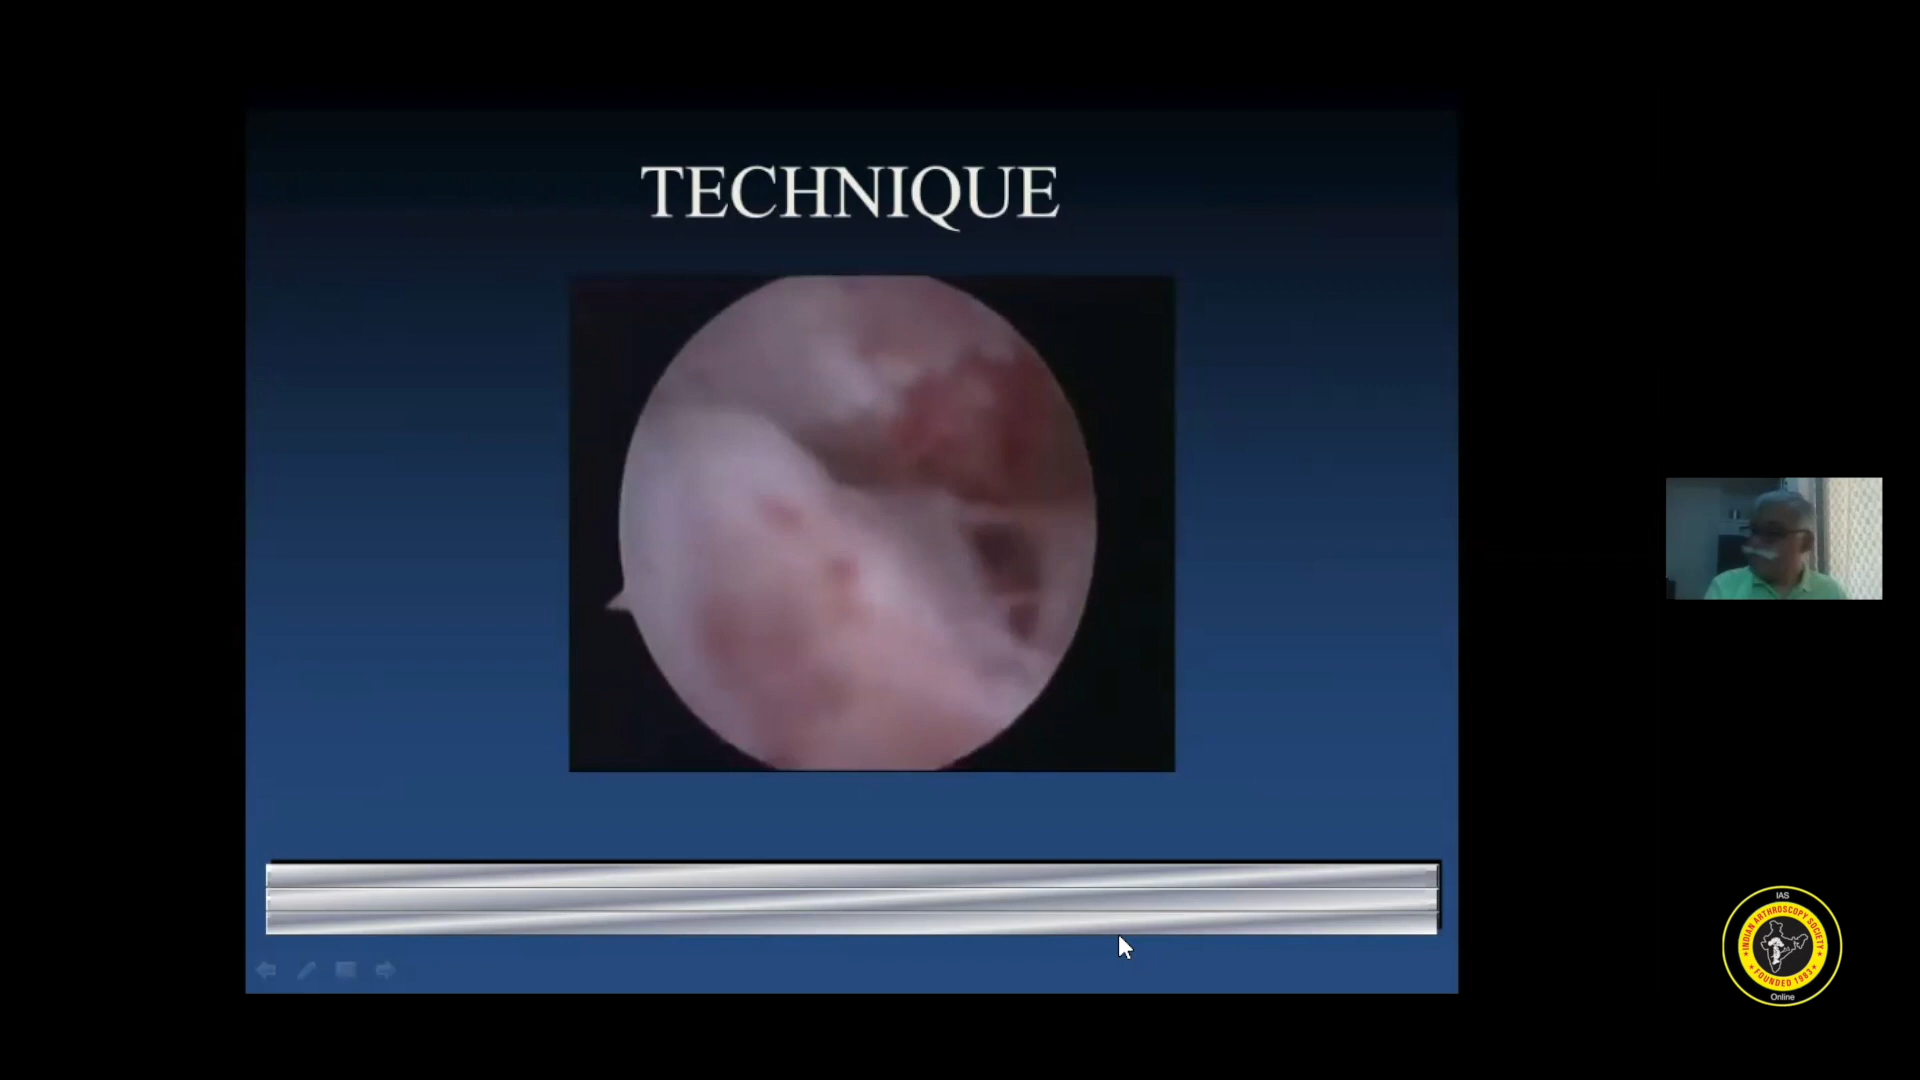 TECHNIQUE
IAS
INDIAN ARTHROSCOPY SOCIETY
FOUNDED 1983
Online